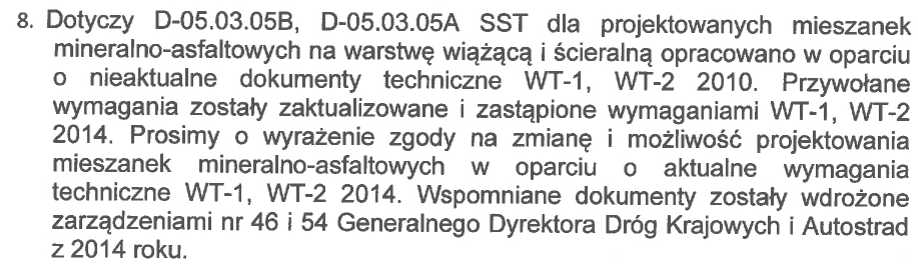 8. Dotyczy D-05.03.05B, D-05.03.05A SST dla projektowanych mieszanek
mineralno-asfaltowych na warstwę wiążącą i ścieralną opracowano w oparciu
o nieaktualne dokumenty techniczne WT-1, WT-2 2010. Przywołane
wymagania zostały zaktualizowane i zastąpione wymaganiami WT-1, WT-2
2014. Prosimy o wyrażenie zgody na zmianę i możliwość projektowania
mieszanek mineralno-asfaltowych w oparciu o aktualne wymagania
techniczne WT-1, WT-2 2014. Wspomniane dokumenty zostały wdrożone
zarządzeniami nr 46 i 54 Generalnego Dyrektora Dróg Krajowych i Autostrad
z 2014 roku.